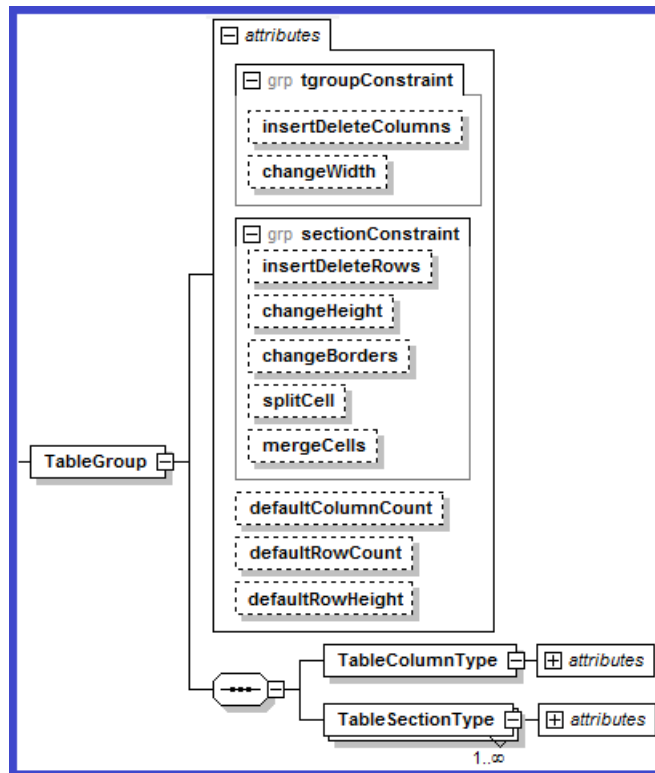 attributes
grp tgroupConstraint
insertDeleteColumns
changeWidth
grp sectionConstraint
insertDeleteRows
changeHeight
changeBorders
splitCell
mergeCells
TableGroup
defaultColumnCount
defaultRowCount
defaultRowHeight
TableColumnType attributes
TableSectionType attributes
1..∞